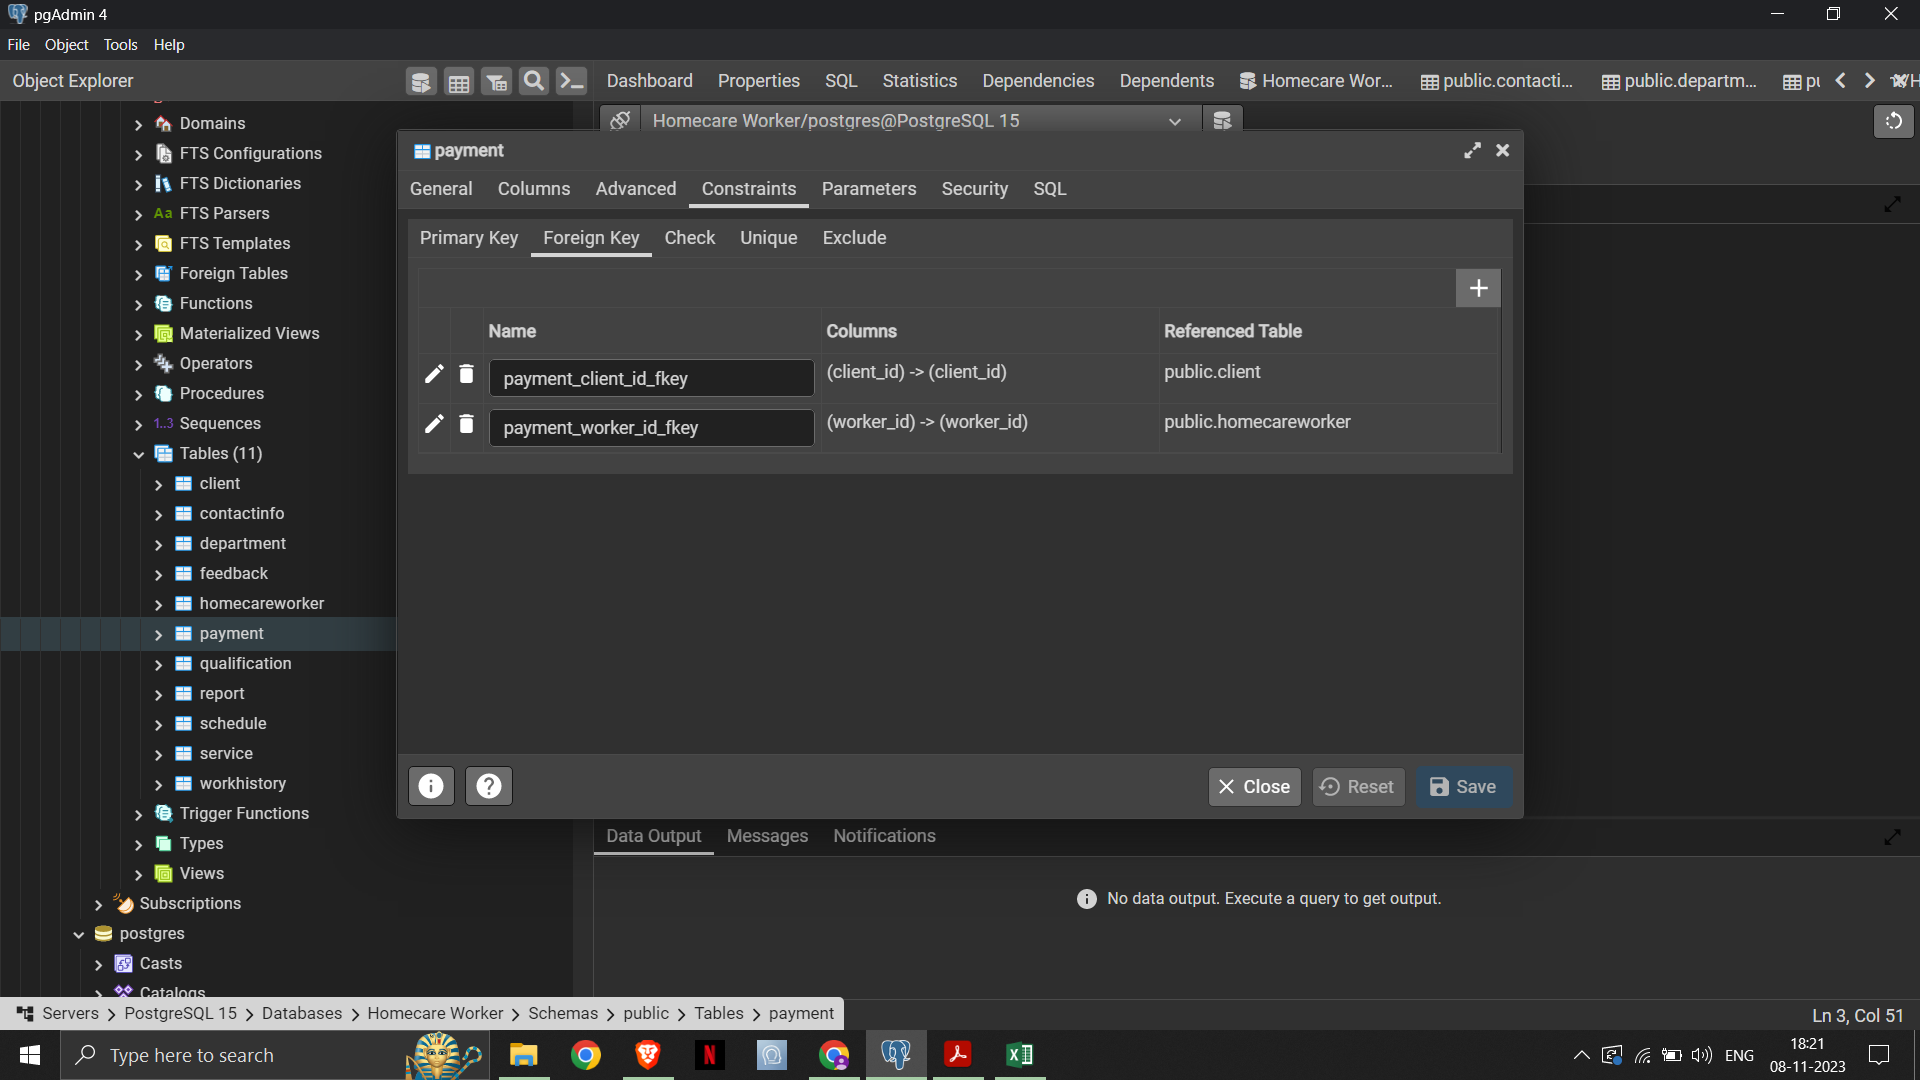 pgAdmin 4
File Object Tools Help
Object Explorer
Dashboard Properties SQL Statistics Dependencies Dependents Homecare Wor... public.contacti... public.departm...
Homecare Worker/postgres@PostgreSQL 15
Domains
FTS Configurations
FTS Dictionaries
Aa FTS Parsers
FTS Templates
Foreign Tables
Functions
Materialized Views
Operators
Procedures
1..3 Sequences
Tables (11)
client
contactinfo
department
feedback
homecareworker
payment
qualification
report
schedule
service
workhistory
Trigger Functions
Types
Views
Subscriptions
postgres
Casts
Catalogs
payment
General Columns Advanced Constraints Parameters Security SQL
Primary Key Foreign Key Check Unique Exclude
Name Columns Referenced Table
payment_client_id_fkey (client_id) -> (client_id) public.client
payment_worker_id_fkey (worker_id) -> (worker_id) public.homecareworker
Close Reset Save
Data Output Messages Notifications
No data output. Execute a query to get output.
Servers > PostgreSQL 15 > Databases > Homecare Worker > Schemas > public > Tables > payment
Ln 3, Col 51
Type here to search
ENG
18:21
08-11-2023